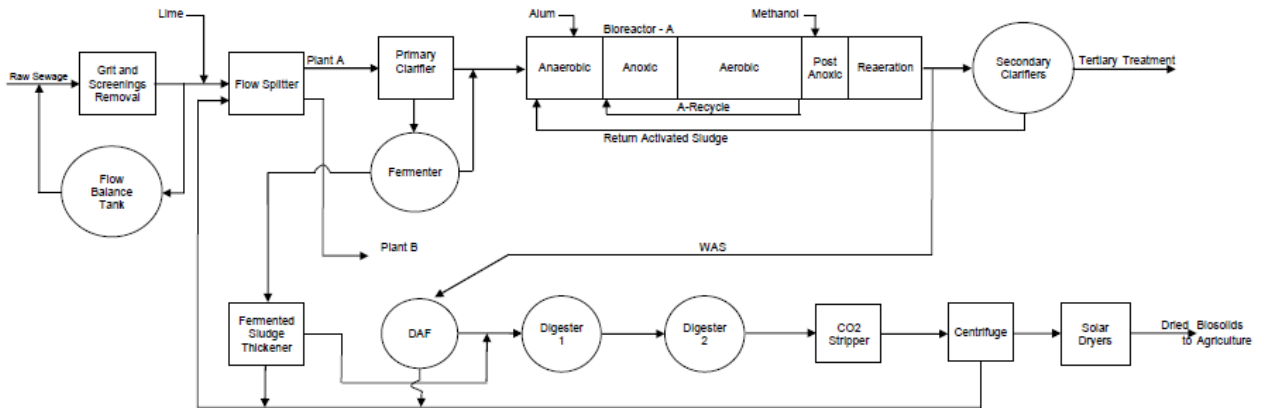 Lime
Raw Sewage
Grit and
Screenings
Removal
Flow Splitter
Plant A
Primary
Clarifier
Alum
Bioreactor - A
Methanol
Anaerobic
Anoxic
Aerobic
Post
Anoxic
Reaeration
Secondary
Clarifiers
Tertiary Treatment
A-Recycle
Return Activated Sludge
Flow
Balance
Tank
Fermenter
Plant B
WAS
Fermented
Sludge
Thickener
DAF
Digester
1
Digester
2
CO2
Stripper
Centrifuge
Solar
Dryers
Dried Biosolids
to Agriculture